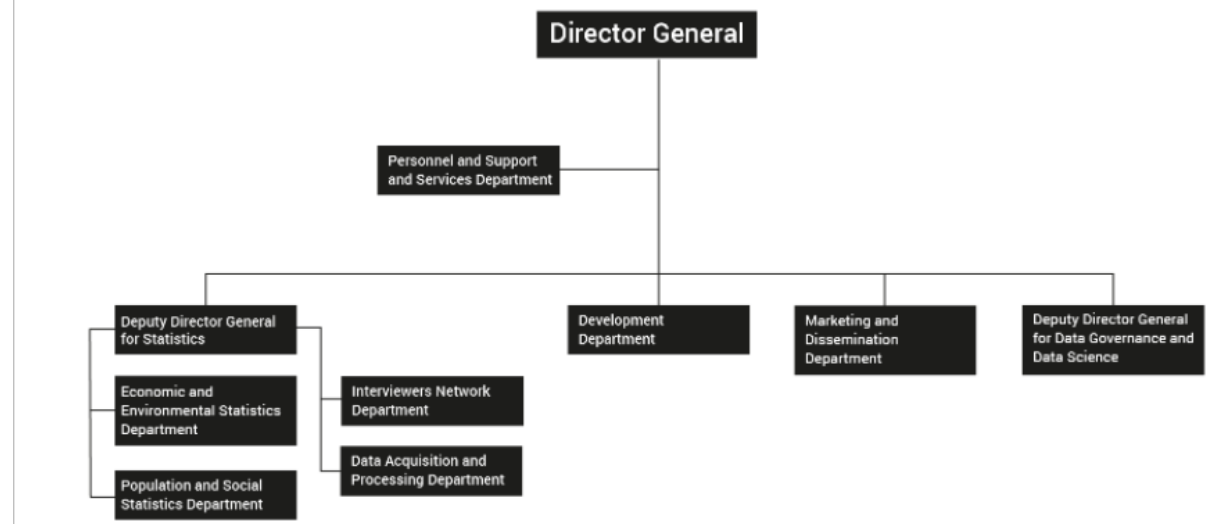 Director General
Personnel and Support
and Services Department
Deputy Director General
for Statistics
Development
Department
Marketing and
Dissemination
Department
Deputy Director General
for Data Governance and
Data Science
Economic and
Environmental Statistics
Department
Interviewers Network
Department
Data Acquisition and
Processing Department
Population and Social
Statistics Department